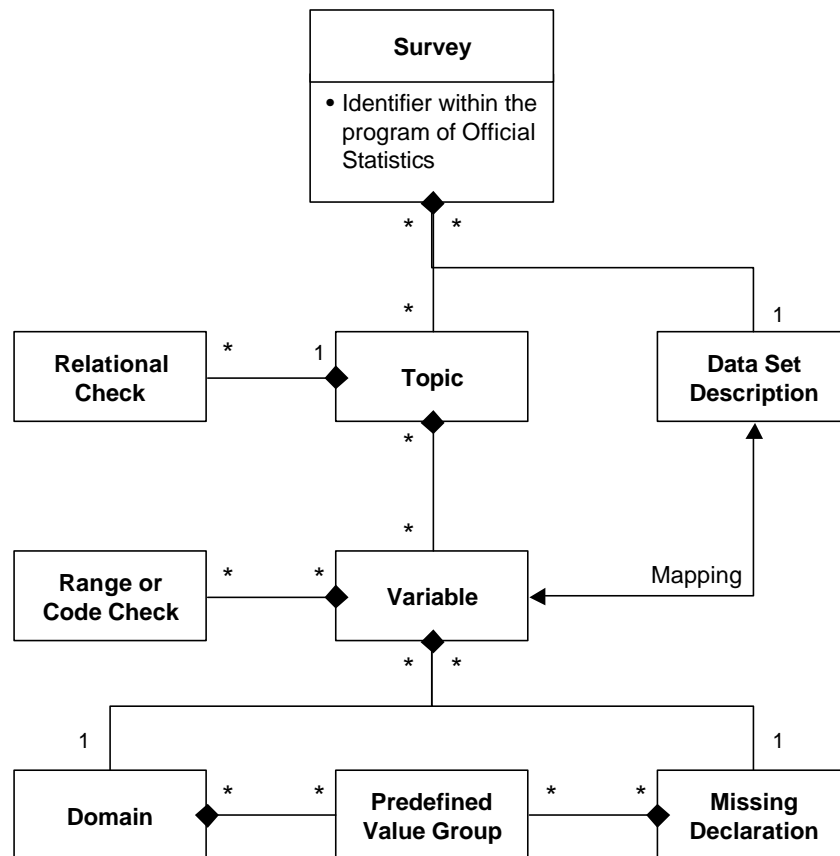 Survey
• Identifier within the
program of Official
Statistics
* *
*
1
Relational
Check
*
1
Topic
Data Set
Description
*
*
Range or
Code Check
*
*
Variable
Mapping
* *
1
1
Domain
*
*
Predefined
Value Group
*
*
Missing
Declaration